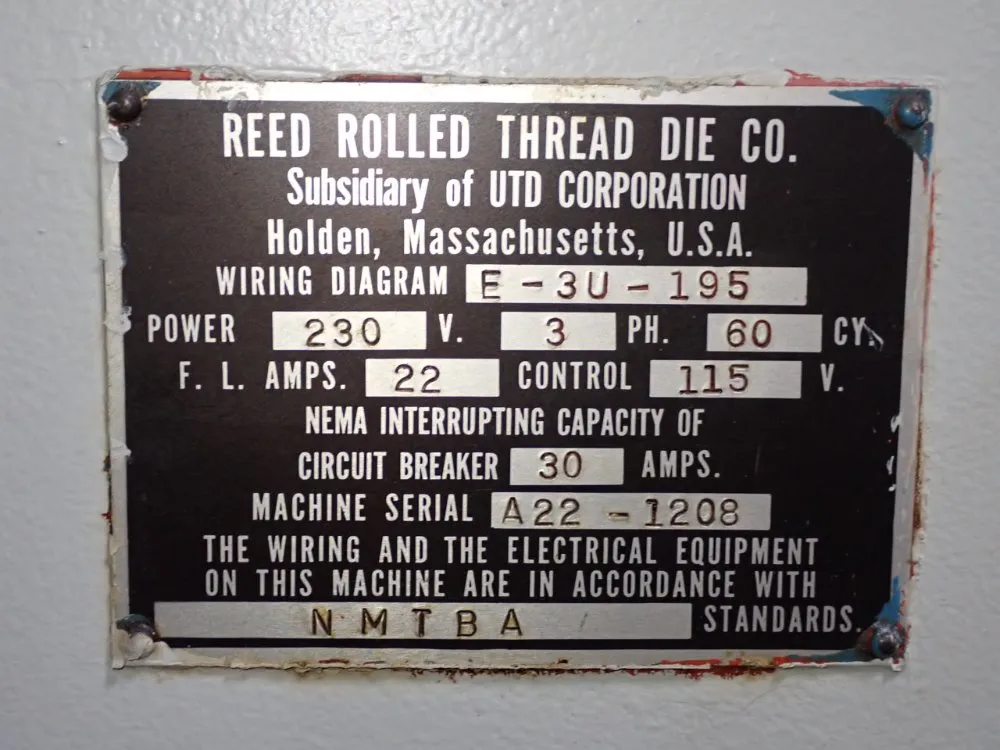 REED ROLLED THREAD DIE CO.
Subsidiary of UTD CORPORATION
Holden, Massachusetts, U.S.A.
WIRING DIAGRAM E-3U-195
POWER 230 V. 3 PH. 60 CY.
F. L. AMPS. 22 CONTROL 115 V.
NEMA INTERRUPTING CAPACITY OF
CIRCUIT BREAKER 30 AMPS.
MACHINE SERIAL A22-1208
THE WIRING AND THE ELECTRICAL EQUIPMENT
ON THIS MACHINE ARE IN ACCORDANCE WITH
NMTBA STANDARDS.